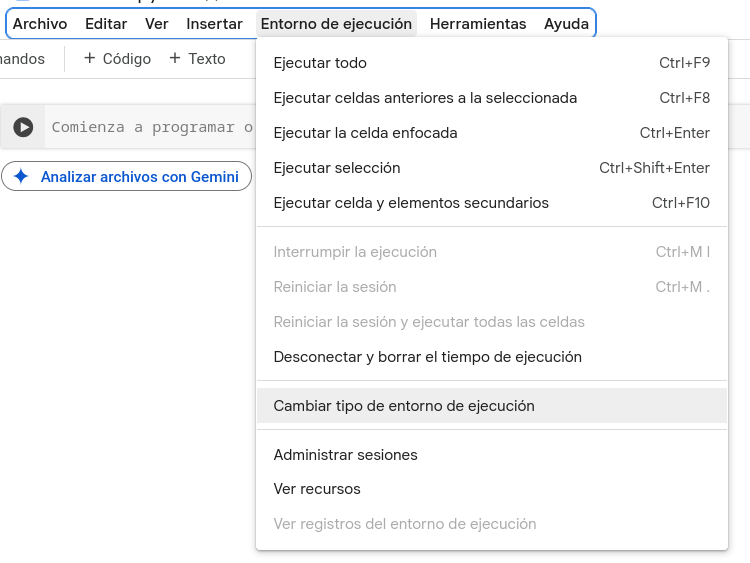 Archivo Editar Ver Insertar Entorno de ejecución Herramientas Ayuda
+ Código + Texto
Comienza a programar o
Analizar archivos con Gemini
Ejecutar todo Ctrl+F9
Ejecutar celdas anteriores a la seleccionada Ctrl+F8
Ejecutar la celda enfocada Ctrl+Enter
Ejecutar selección Ctrl+Shift+Enter
Ejecutar celda y elementos secundarios Ctrl+F10
Interrumpir la ejecución Ctrl+M I
Reiniciar la sesión Ctrl+M .
Reiniciar la sesión y ejecutar todas las celdas
Desconectar y borrar el tiempo de ejecución
Cambiar tipo de entorno de ejecución
Administrar sesiones
Ver recursos
Ver registros del entorno de ejecución